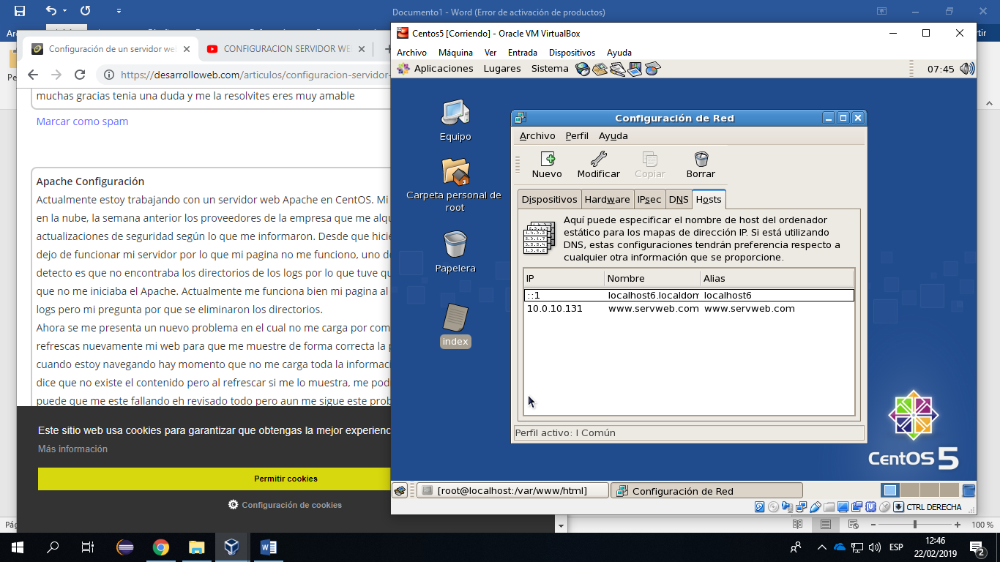 Documento1 - Word (Error de activación de productos)
Configuración de un servidor we
CONFIGURACION SERVIDOR WE
https://desarrolloweb.com/articulos/configuracion-servidor-
muchas gracias tenia una duda y me la resolvites eres muy amable
Marcar como spam
Apache Configuración
Actualmente estoy trabajando con un servidor web Apache en CentOS. Mi
en la nube, la semana anterior los proveedores de la empresa que me alqu
actualizaciones de seguridad según lo que me informaron. Desde que hicie
dejo de funcionar mi servidor por lo que mi pagina no me funciono, uno de
detecto es que no encontraba los directorios de los logs por lo que tuve qu
que no me iniciaba el Apache. Actualmente me funciona bien mi pagina al
logs pero mi pregunta por que se eliminaron los directorios.
Ahora se me presenta un nuevo problema en el cual no me carga por com
refrescas nuevamente mi web para que me muestre de forma correcta la p
cuando estoy navegando hay momento que no me carga toda la informaci
dice que no existe el contenido pero al refrescar si me lo muestra, me pod
puede que me este fallando eh revisado todo pero aun me sigue este prob
Este sitio web usa cookies para garantizar que obtengas la mejor experienc
Más información
Permitir cookies
Configuración de cookies
Centos5 [Corriendo] - Oracle VM VirtualBox
Archivo Máquina Ver Entrada Dispositivos Ayuda
Aplicaciones Lugares Sistema 07:45
Equipo
Carpeta personal de
root
Papelera
index
Configuración de Red
Archivo Perfil Ayuda
Nuevo Modificar Copiar Borrar
Dispositivos Hardware IPsec DNS Hosts
Aquí puede especificar el nombre de host del ordenador
estático para los mapas de dirección IP. Si está utilizando
DNS, estas configuraciones tendrán preferencia respecto a
cualquier otra información que se proporcione.
IP Nombre Alias
::1 localhost6.localdom localhost6
10.0.10.131 www.servweb.com www.servweb.com
Perfil activo: l Común
CentOS 5
[root@localhost:/var/www/html] Configuración de Red
CTRL DERECHA
Pág
100 %
ESP
12:46
22/02/2019
2